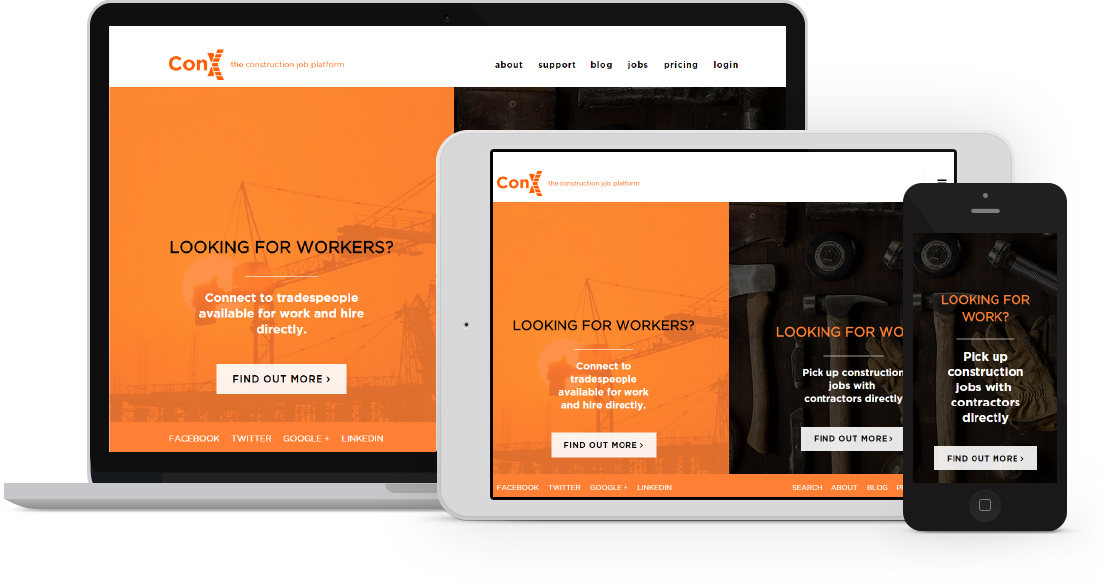 ConX the construction job platform
about support blog jobs pricing login
LOOKING FOR WORKERS?
Connect to tradespeople
available for work and hire
directly.
FIND OUT MORE >
FACEBOOK TWITTER GOOGLE + LINKEDIN
ConX the construction job platform
LOOKING FOR WORKERS?
Connect to
tradespeople
available for work
and hire directly.
FIND OUT MORE >
LOOKING FOR WO
Pick up construction
jobs with
contractors directly
FIND OUT MORE >
FACEBOOK TWITTER GOOGLE + LINKEDIN
SEARCH ABOUT BLOG
LOOKING FOR
WORK?
Pick up
construction
jobs with
contractors
directly
FIND OUT MORE >